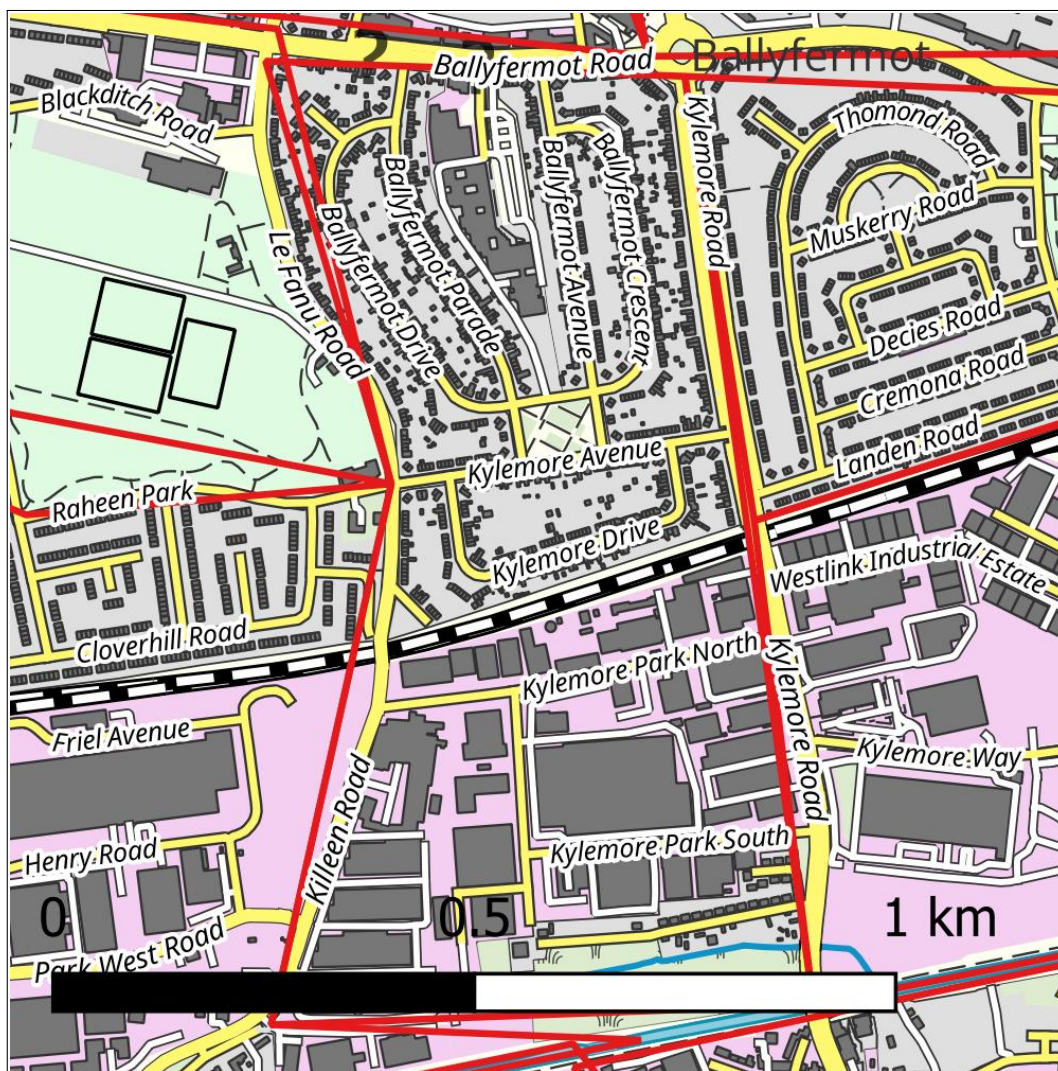 Ballyfermot Road
Ballyfermot
Blackditch Road
Thomond Road
Kylemore Road
Ballyfermot Parade
Ballyfermot Avenue
Ballyfermot Crescent
Muskerry Road
Le Fanu Road
Ballyfermot Drive
Decies Road
Cremona Road
Landen Road
Kylemore Avenue
Raheen Park
Kylemore Drive
Westlink Industrial Estate
Cloverhill Road
Kylemore Park North
Kylemore Road
Friel Avenue
Kylemore Way
Killeen Road
Henry Road
Kylemore Park South
0
0.5
1 km
Park West Road